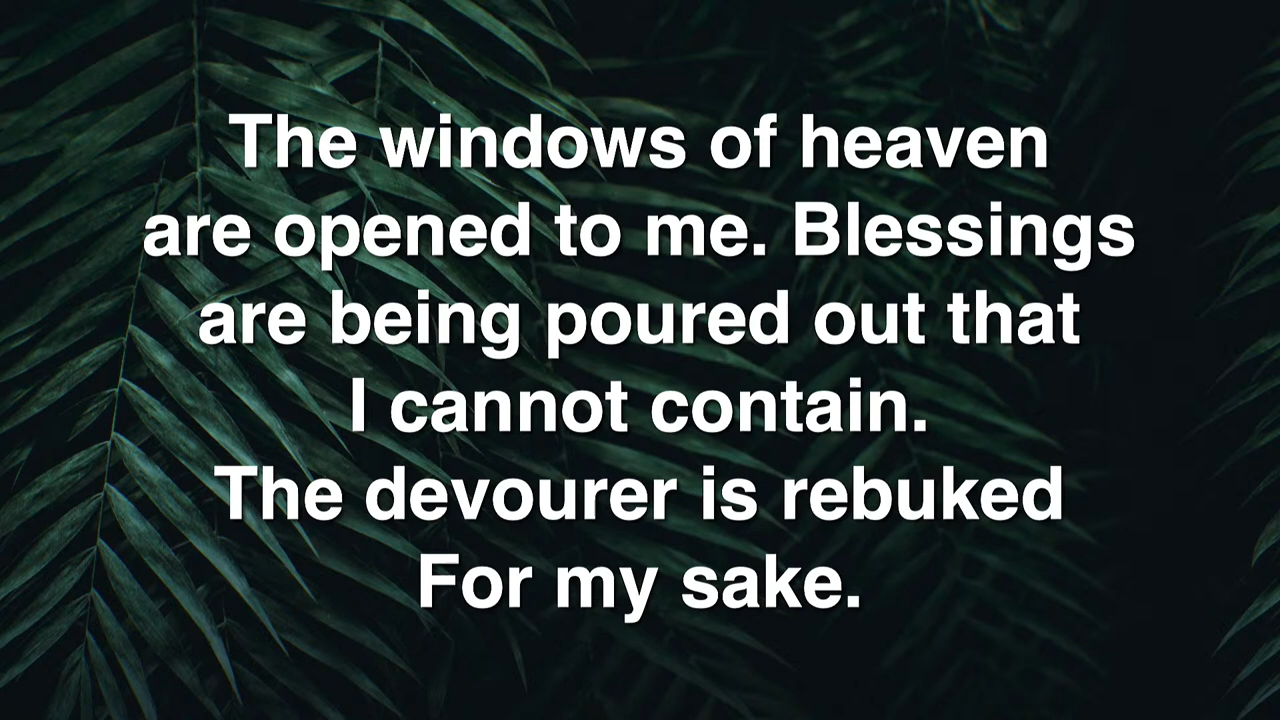 The windows of heaven
are opened to me. Blessings
are being poured out that
I cannot contain.
The devourer is rebuked
For my sake.